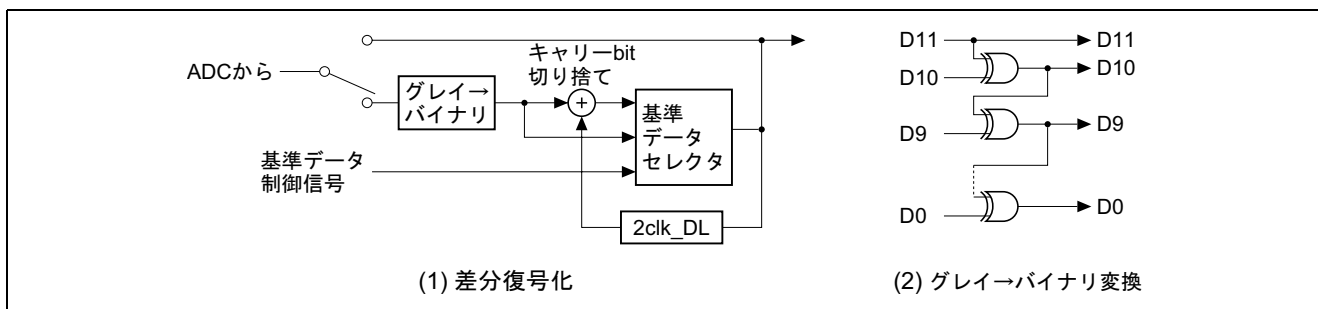 ADCから
グレイ→
バイナリ
キャリーbit
切り捨て
+
基準
データ
セレクタ
基準データ
制御信号
2clk_DL
(1) 差分復号化
D11
D11
D10
D10
D9
D9
D0
D0
(2) グレイ→バイナリ変換